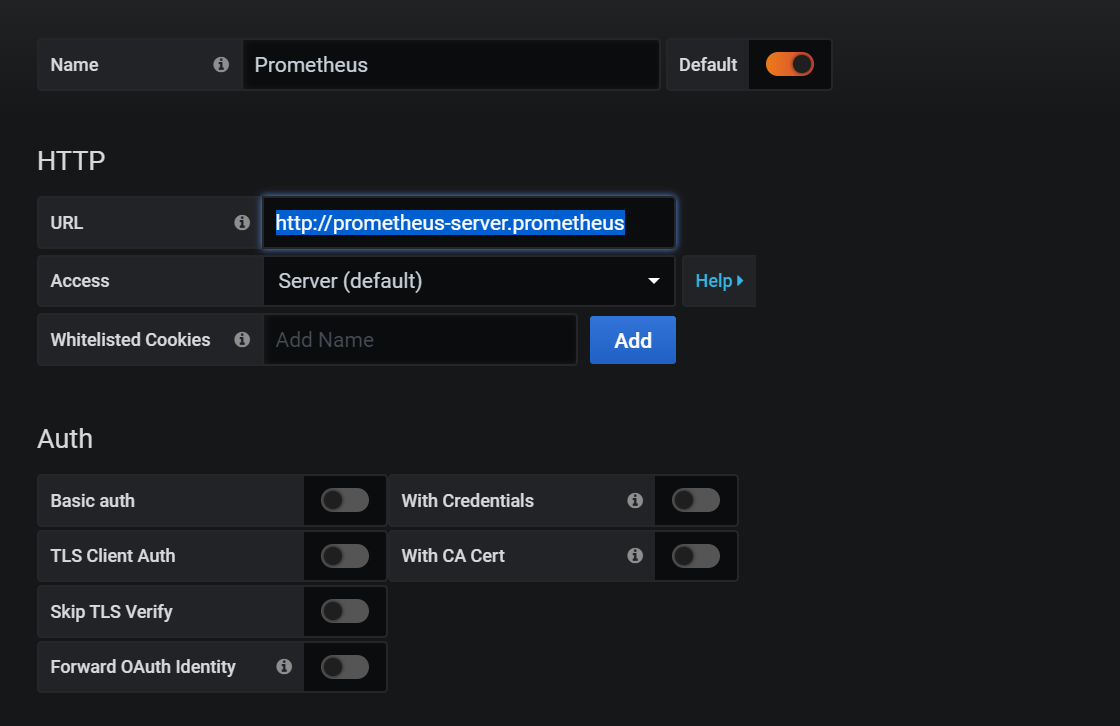 Name Prometheus Default
HTTP
URL http://prometheus-server.prometheus
Access Server (default) Help
Whitelisted Cookies Add Name Add
Auth
Basic auth With Credentials
TLS Client Auth With CA Cert
Skip TLS Verify
Forward OAuth Identity